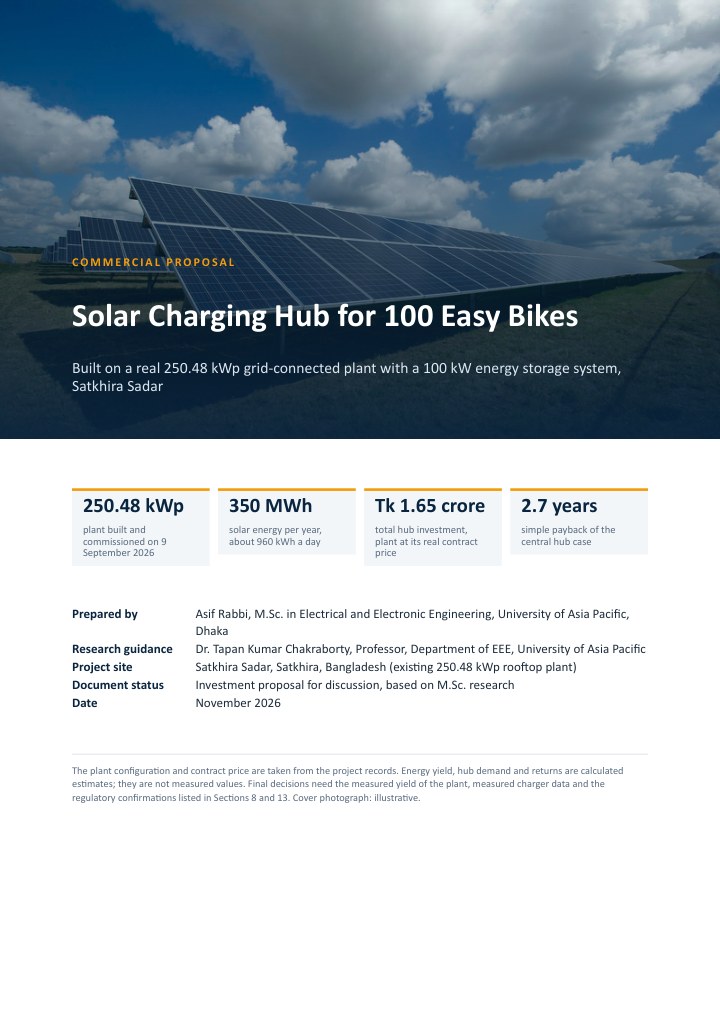 COMMERCIAL PROPOSAL
Solar Charging Hub for 100 Easy Bikes
Built on a real 250.48 kWp grid-connected plant with a 100 kW energy storage system,
Satkhira Sadar
250.48 kWp
plant built and
commissioned on 9
September 2026
350 MWh
solar energy per year,
about 960 kWh a day
Tk 1.65 crore
total hub investment,
plant at its real contract
price
2.7 years
simple payback of the
central hub case
Prepared by Asif Rabbi, M.Sc. in Electrical and Electronic Engineering, University of Asia Pacific,
Dhaka
Research guidance Dr. Tapan Kumar Chakraborty, Professor, Department of EEE, University of Asia Pacific
Project site Satkhira Sadar, Satkhira, Bangladesh (existing 250.48 kWp rooftop plant)
Document status Investment proposal for discussion, based on M.Sc. research
Date November 2026
The plant configuration and contract price are taken from the project records. Energy yield, hub demand and returns are calculated
estimates; they are not measured values. Final decisions need the measured yield of the plant, measured charger data and the
regulatory confirmations listed in Sections 8 and 13. Cover photograph: illustrative.